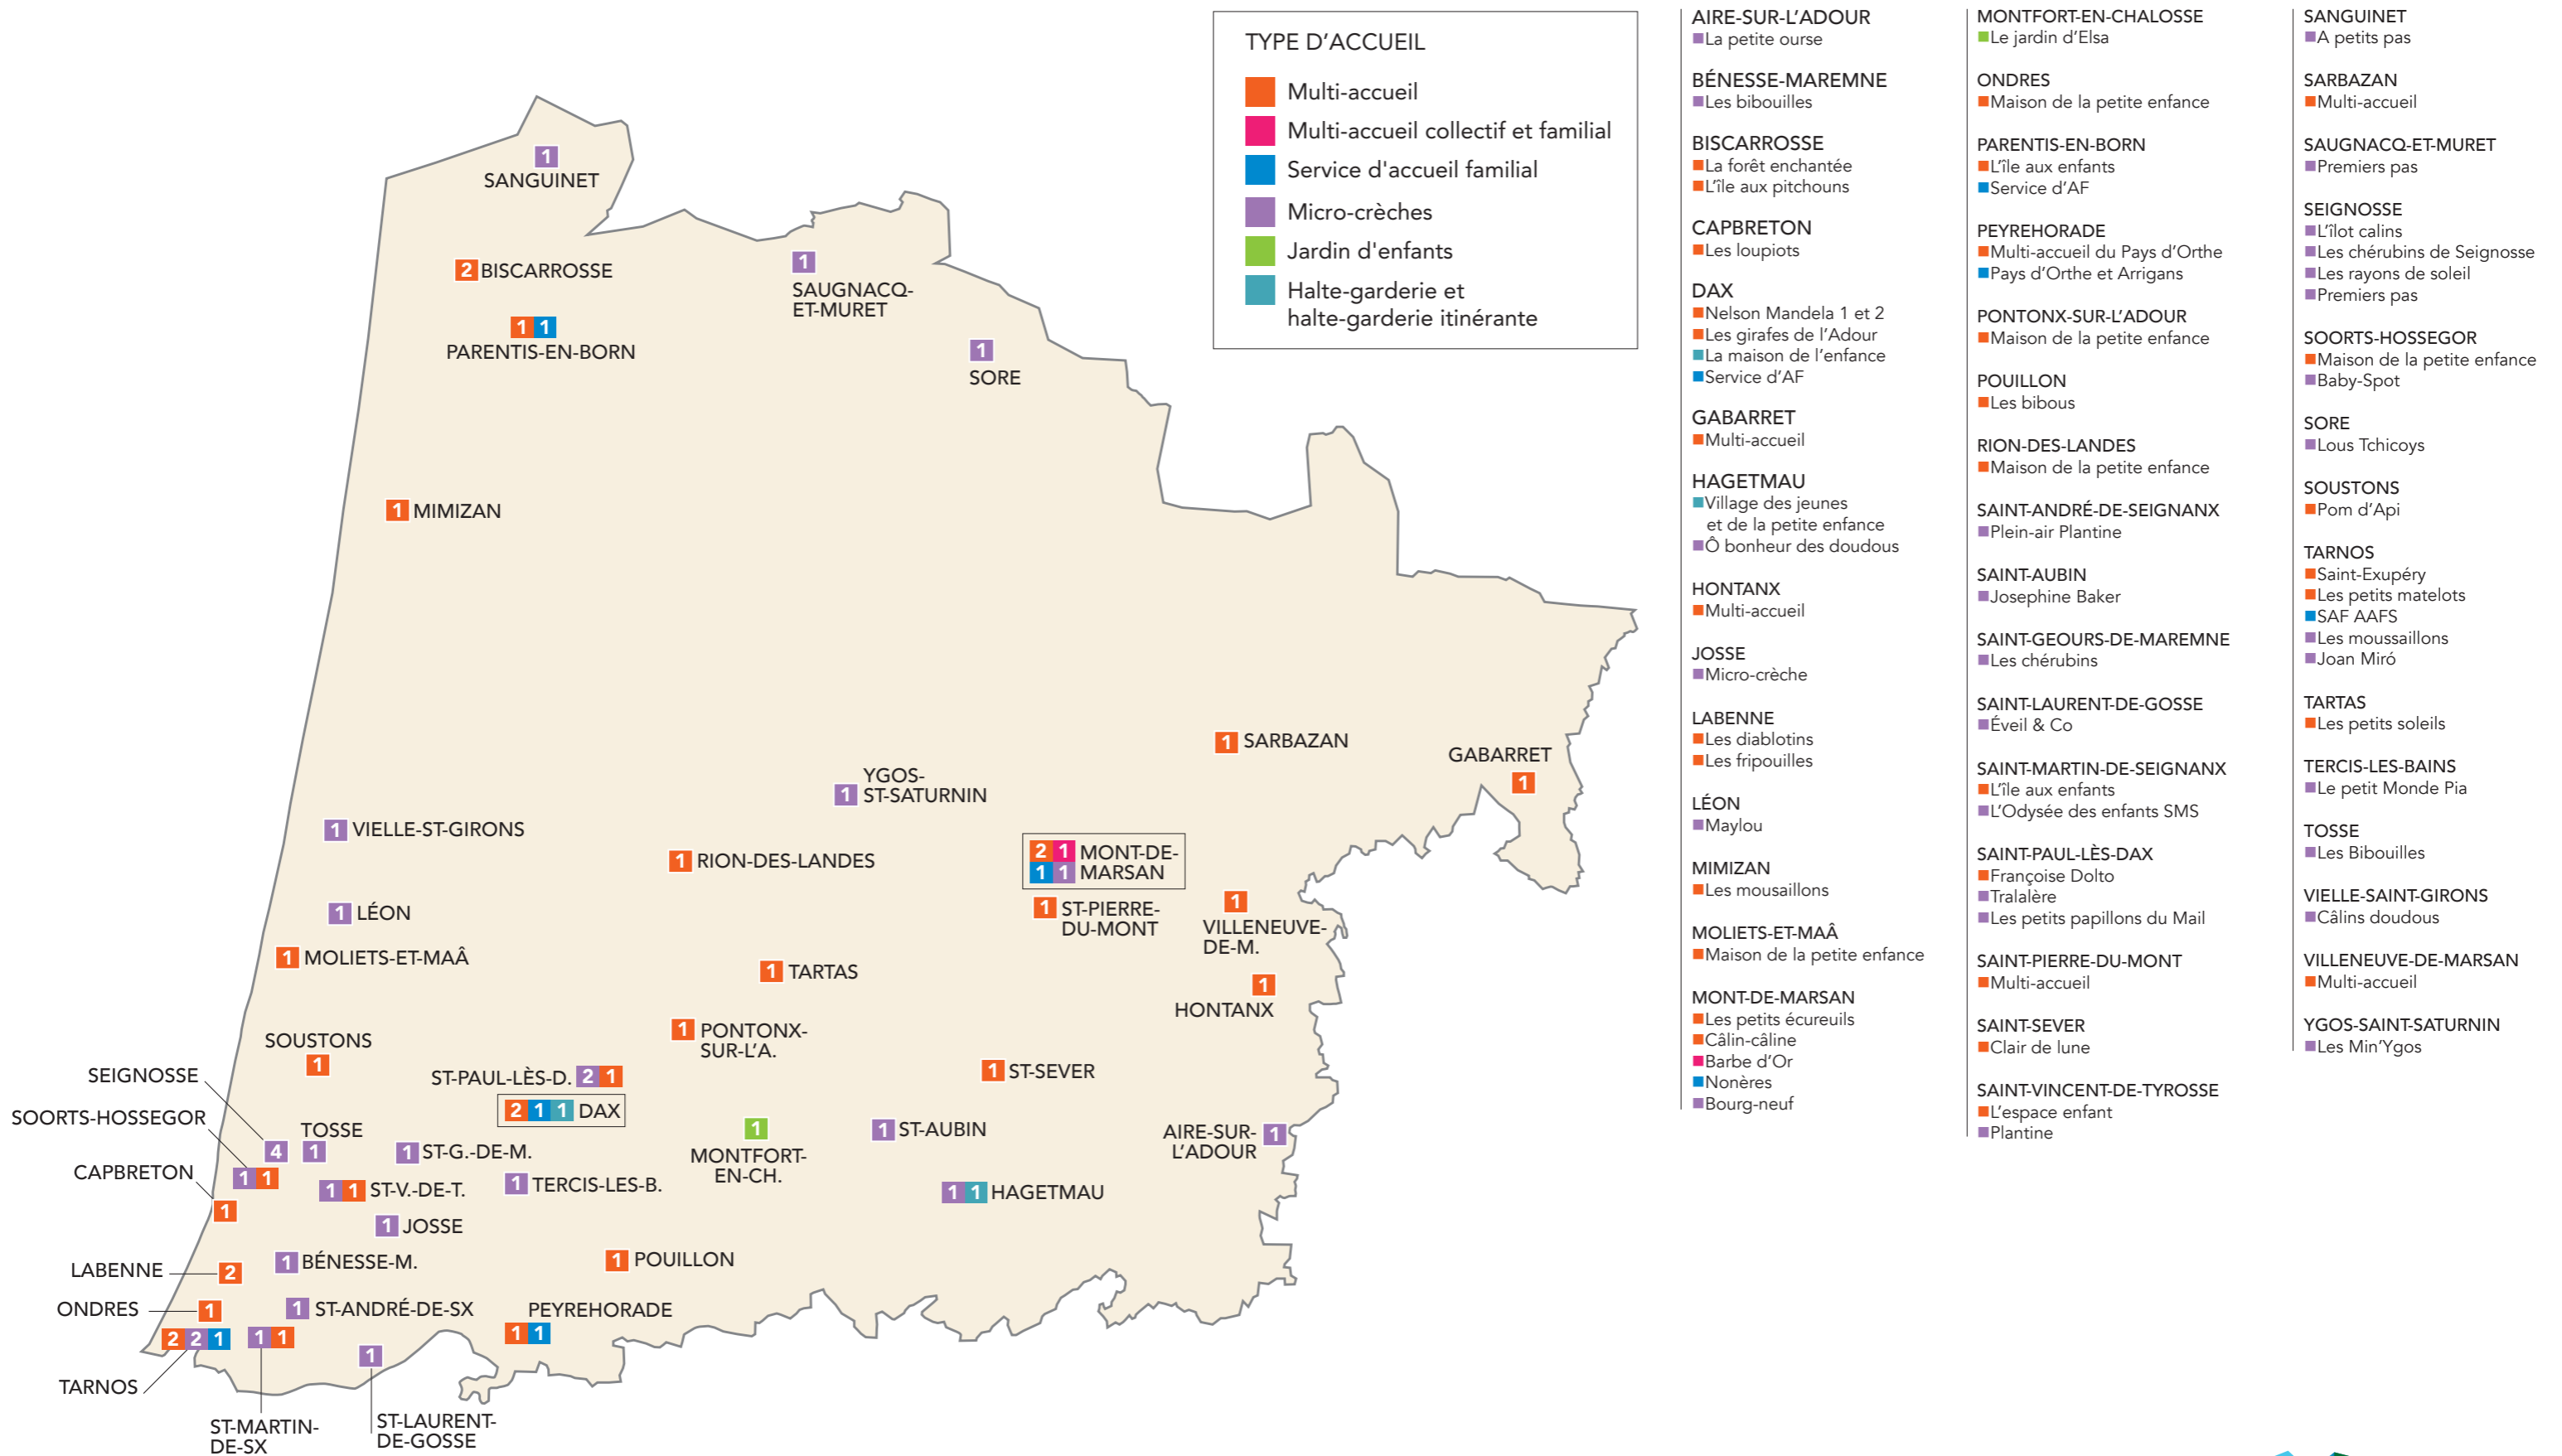 TYPE D'ACCUEIL
Multi-accueil
Multi-accueil collectif et familial
Service d'accueil familial
Micro-crèches
Jardin d'enfants
Halte-garderie et
halte-garderie itinérante
1
SANGUINET
2 BISCARROSSE
1
SAUGNACQ-
ET-MURET
1 1
PARENTIS-EN-BORN
1
SORE
1 MIMIZAN
1 SARBAZAN
GABARRET
1
YGOS-
1 ST-SATURNIN
1 VIELLE-ST-GIRONS
1 RION-DES-LANDES
2 1 MONT-DE-
1 1 MARSAN
1 LÉON
1 ST-PIERRE-
DU-MONT
1
VILLENEUVE-
DE-M.
1 MOLIETS-ET-MAÂ
1 TARTAS
1
HONTANX
1 PONTONX-
SUR-L'A.
SOUSTONS
1
ST-PAUL-LÈS-D. 2 1
1 ST-SEVER
SEIGNOSSE
4
2 1 1 DAX
SOORTS-HOSSEGOR
1 1
TOSSE
1
1 ST-G.-DE-M.
1
MONTFORT-
EN-CH.
1 ST-AUBIN
AIRE-SUR- 1
L'ADOUR
CAPBRETON
1
1 1 ST-V.-DE-T.
1 TERCIS-LES-B.
1 1 HAGETMAU
1 JOSSE
1 BÉNESSE-M.
1 POUILLON
LABENNE 2
ONDRES 1
1 ST-ANDRÉ-DE-SX
PEYREHORADE
1 1
2 2 1
TARNOS
1 1
ST-MARTIN-
DE-SX
1
ST-LAURENT-
DE-GOSSE
AIRE-SUR-L'ADOUR
La petite ourse
BÉNESSE-MAREMNE
Les bibouilles
BISCARROSSE
La forêt enchantée
L'île aux pitchouns
CAPBRETON
Les loupiots
DAX
Nelson Mandela 1 et 2
Les girafes de l'Adour
La maison de l'enfance
Service d'AF
GABARRET
Multi-accueil
HAGETMAU
Village des jeunes
et de la petite enfance
Ô bonheur des doudous
HONTANX
Multi-accueil
JOSSE
Micro-crèche
LABENNE
Les diablotins
Les fripouilles
LÉON
Maylou
MIMIZAN
Les mousaillons
MOLIETS-ET-MAÂ
Maison de la petite enfance
MONT-DE-MARSAN
Les petits écureuils
Câlin-câline
Barbe d'Or
Nonères
Bourg-neuf
MONTFORT-EN-CHALOSSE
Le jardin d'Elsa
ONDRES
Maison de la petite enfance
PARENTIS-EN-BORN
L'île aux enfants
Service d'AF
PEYREHORADE
Multi-accueil du Pays d'Orthe
Pays d'Orthe et Arrigans
PONTONX-SUR-L'ADOUR
Maison de la petite enfance
POUILLON
Les bibous
RION-DES-LANDES
Maison de la petite enfance
SAINT-ANDRÉ-DE-SEIGNANX
Plein-air Plantine
SAINT-AUBIN
Josephine Baker
SAINT-GEOURS-DE-MAREMNE
Les chérubins
SAINT-LAURENT-DE-GOSSE
Éveil & Co
SAINT-MARTIN-DE-SEIGNANX
L'île aux enfants
L'Odysée des enfants SMS
SAINT-PAUL-LÈS-DAX
Françoise Dolto
Tralalère
Les petits papillons du Mail
SAINT-PIERRE-DU-MONT
Multi-accueil
SAINT-SEVER
Clair de lune
SAINT-VINCENT-DE-TYROSSE
L'espace enfant
Plantine
SANGUINET
A petits pas
SARBAZAN
Multi-accueil
SAUGNACQ-ET-MURET
Premiers pas
SEIGNOSSE
L'îlot calins
Les chérubins de Seignosse
Les rayons de soleil
Premiers pas
SOORTS-HOSSEGOR
Maison de la petite enfance
Baby-Spot
SORE
Lous Tchicoys
SOUSTONS
Pom d'Api
TARNOS
Saint-Exupéry
Les petits matelots
SAF AAFS
Les moussaillons
Joan Miró
TARTAS
Les petits soleils
TERCIS-LES-BAINS
Le petit Monde Pia
TOSSE
Les Bibouilles
VIELLE-SAINT-GIRONS
Câlins doudous
VILLENEUVE-DE-MARSAN
Multi-accueil
YGOS-SAINT-SATURNIN
Les Min'Ygos